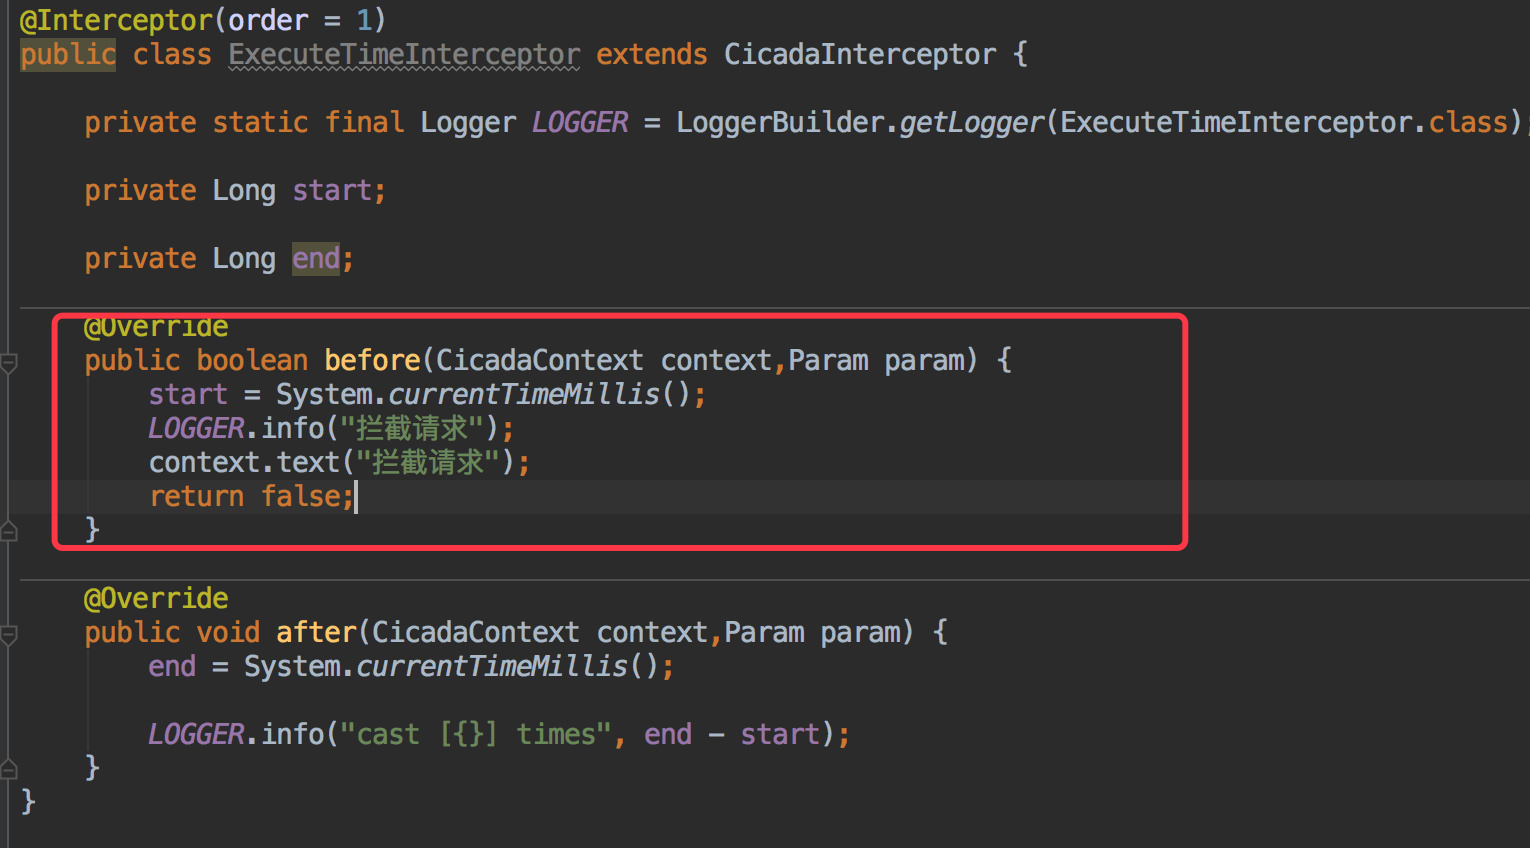 @Interceptor(order = 1)
public class ExecuteTimeInterceptor extends CicadaInterceptor {
private static final Logger LOGGER = LoggerBuilder.getLogger(ExecuteTimeInterceptor.class);
private Long start;
private Long end;
@Override
public boolean before(CicadaContext context,Param param) {
start = System.currentTimeMillis();
LOGGER.info("拦截请求");
context.text("拦截请求");
return false;
}
@Override
public void after(CicadaContext context,Param param) {
end = System.currentTimeMillis();
LOGGER.info("cast [{}] times", end - start);
}
}